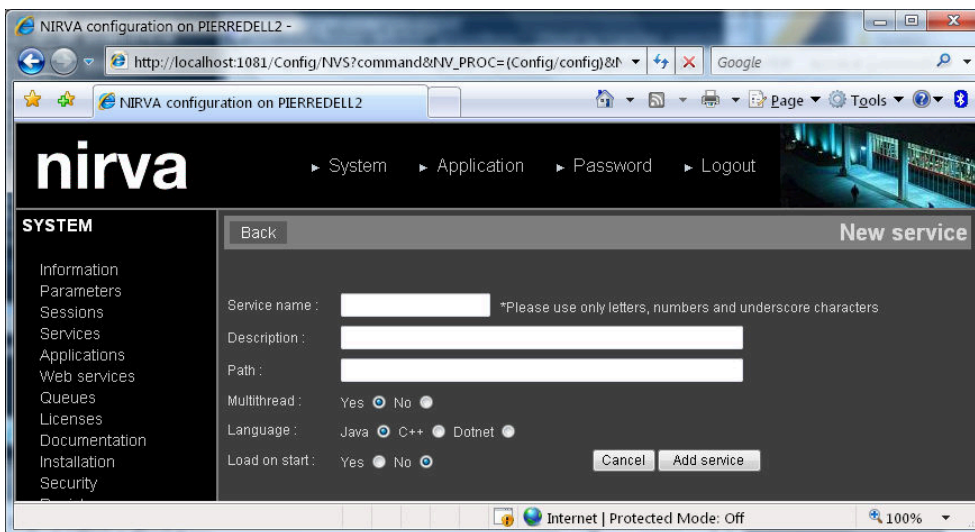 NIRVA configuration on PIERREDELL2 -
http://localhost:1081/Config/NVS?command&NV_PROC=(Config/config)&
Google
NIRVA configuration on PIERREDELL2
Page
Tools
nirva
System
Application
Password
Logout
SYSTEM
Back
New service
Information
Parameters
Sessions
Services
Applications
Web services
Queues
Licenses
Documentation
Installation
Security
Service name :
*Please use only letters, numbers and underscore characters
Description :
Path :
Multithread :
Yes No
Language :
Java C++ Dotnet
Load on start :
Yes No
Cancel
Add service
Internet | Protected Mode: Off
100%